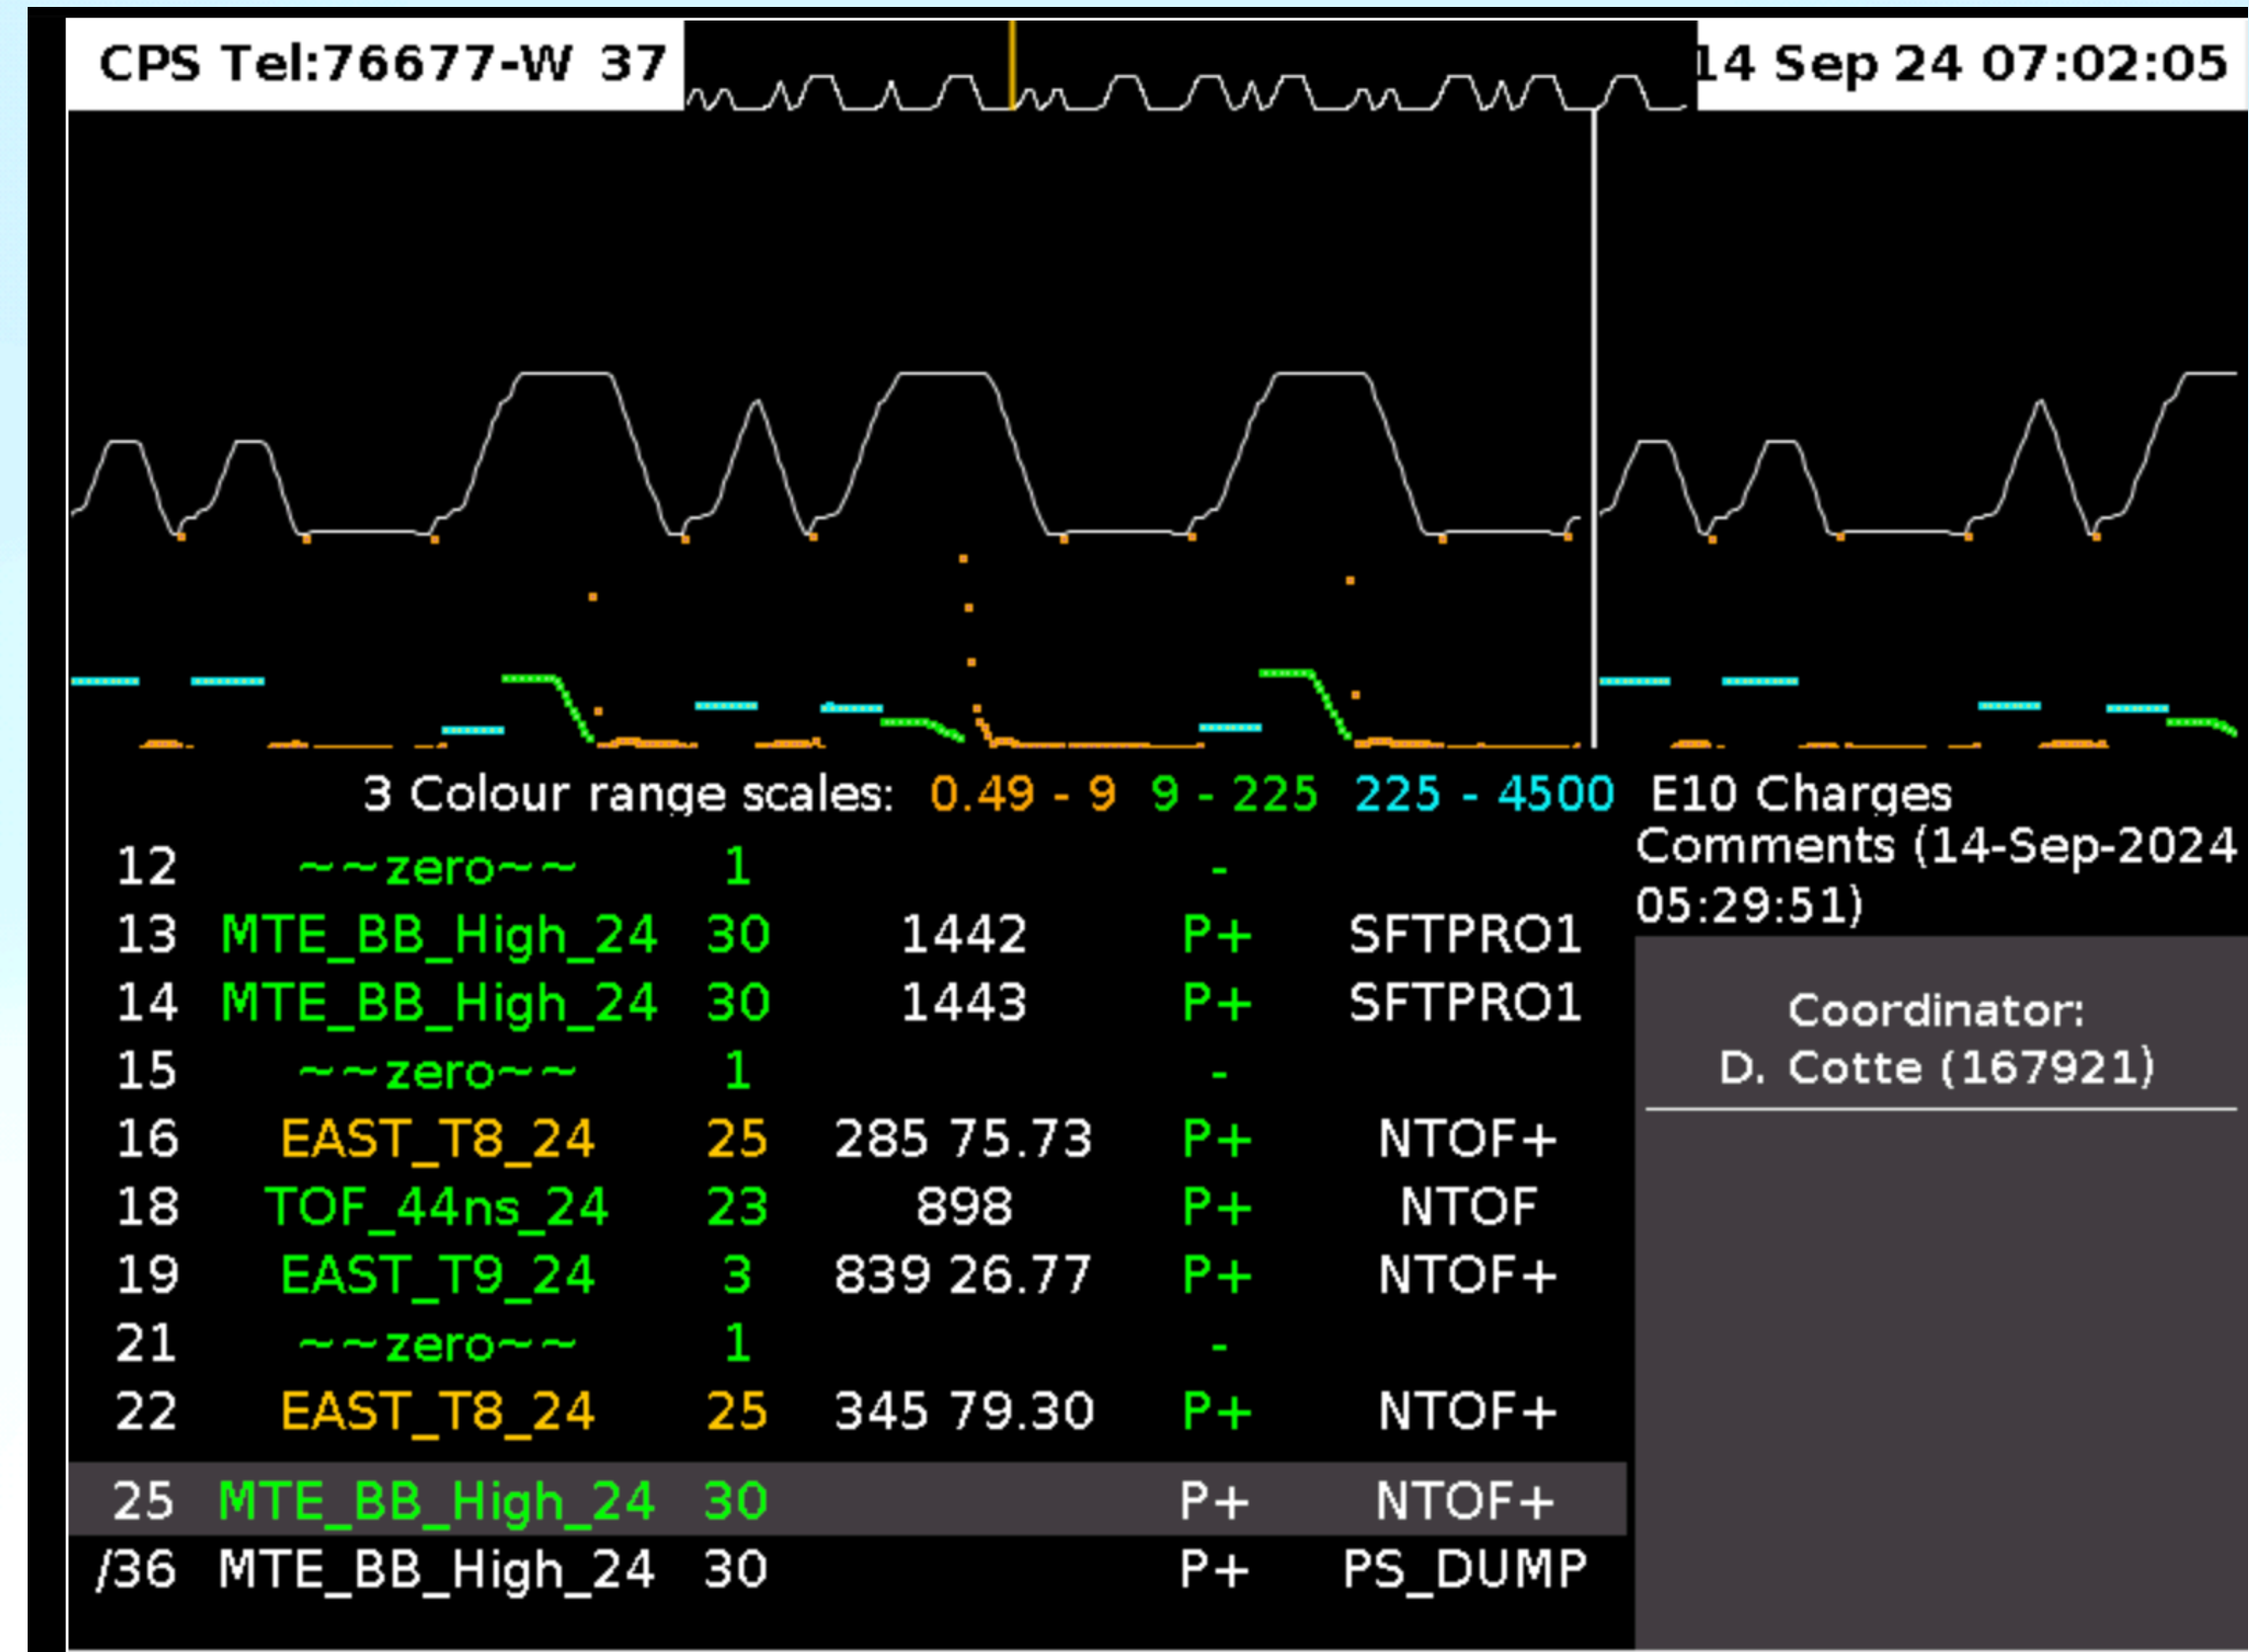 CPS Tel:76677-W 37
14 Sep 24 07:02:05
3 Colour range scales: 0.49 - 9 9 - 225 225 - 4500 E10 Charges
Comments (14-Sep-2024
05:29:51)
12 ~~zero~~ 1 -
13 MTE_BB_High_24 30 1442 P+ SFTPRO1
14 MTE_BB_High_24 30 1443 P+ SFTPRO1
15 ~~zero~~ 1 -
16 EAST_T8_24 25 285 75.73 P+ NTOF+
18 TOF_44ns_24 23 898 P+ NTOF
19 EAST_T9_24 3 839 26.77 P+ NTOF+
21 ~~zero~~ 1 -
22 EAST_T8_24 25 345 79.30 P+ NTOF+
25 MTE_BB_High_24 30 P+ NTOF+
/36 MTE_BB_High_24 30 P+ PS_DUMP
Coordinator:
D. Cotte (167921)